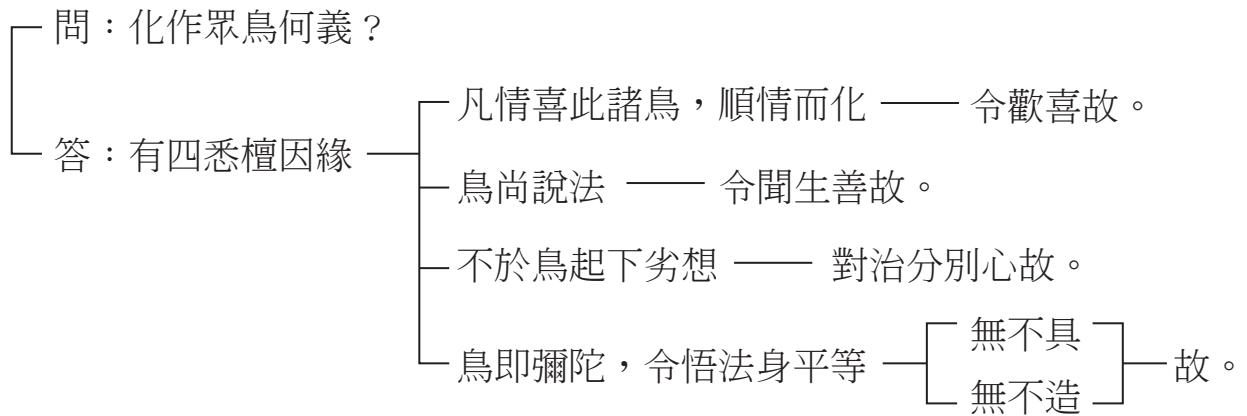 問：化作眾鳥何義？
凡情喜此諸鳥，順情而化 令歡喜故。
答：有四悉檀因緣
鳥尚說法 令聞生善故。
不於鳥起下劣想 對治分別心故。
無不具
鳥即彌陀，令悟法身平等 故。
無不造